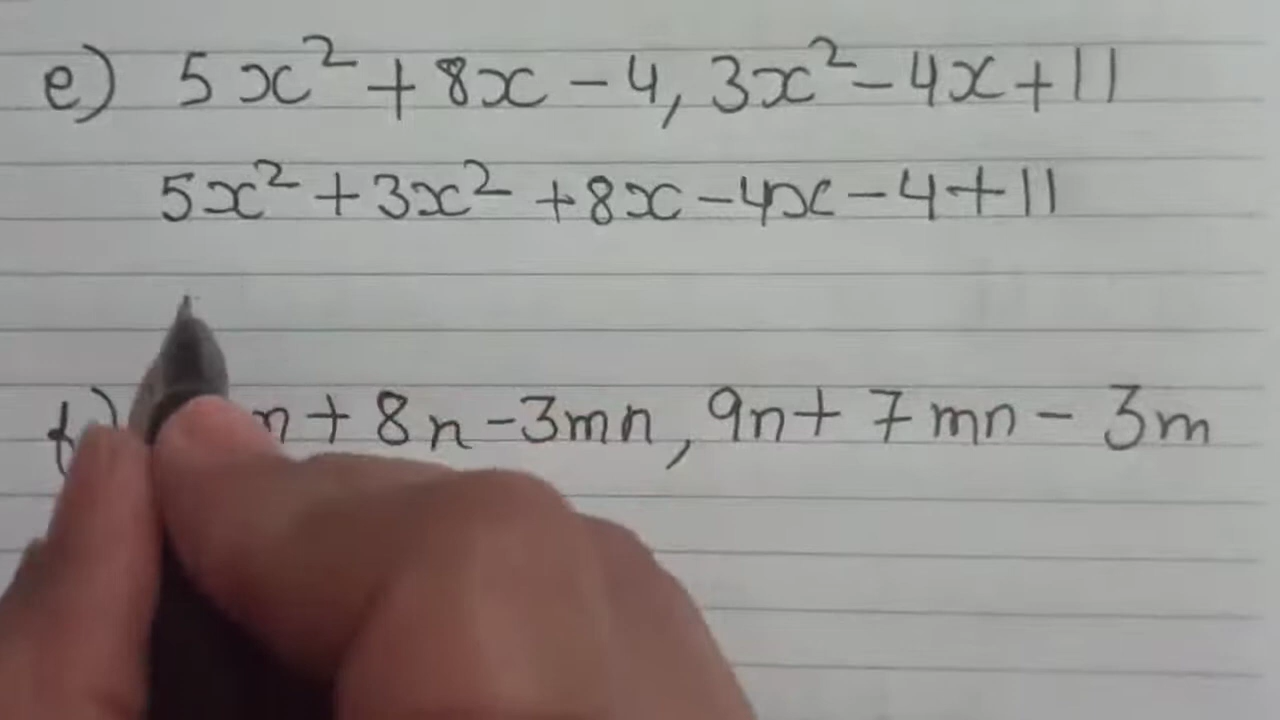 e) 5x² + 8x - 4, 3x² - 4x + 11
5x² + 3x² + 8x - 4x - 4 + 11
f) n + 8n - 3mn, 9n + 7mn - 3m